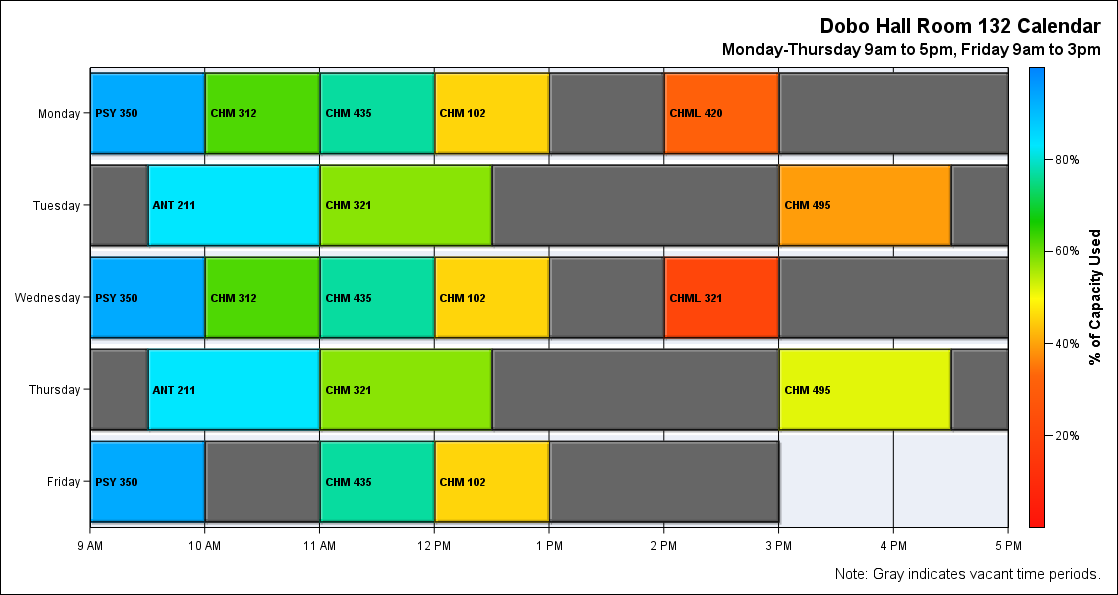 Dobo Hall Room 132 Calendar
Monday-Thursday 9am to 5pm, Friday 9am to 3pm
Monday
PSY 350
CHM 312
CHM 435
CHM 102
CHML 420
Tuesday
ANT 211
CHM 321
CHM 495
Wednesday
PSY 350
CHM 312
CHM 435
CHM 102
CHML 321
Thursday
ANT 211
CHM 321
CHM 495
Friday
PSY 350
CHM 435
CHM 102
9 AM
10 AM
11 AM
12 PM
1 PM
2 PM
3 PM
4 PM
5 PM
80%
60%
40%
20%
% of Capacity Used
Note: Gray indicates vacant time periods.